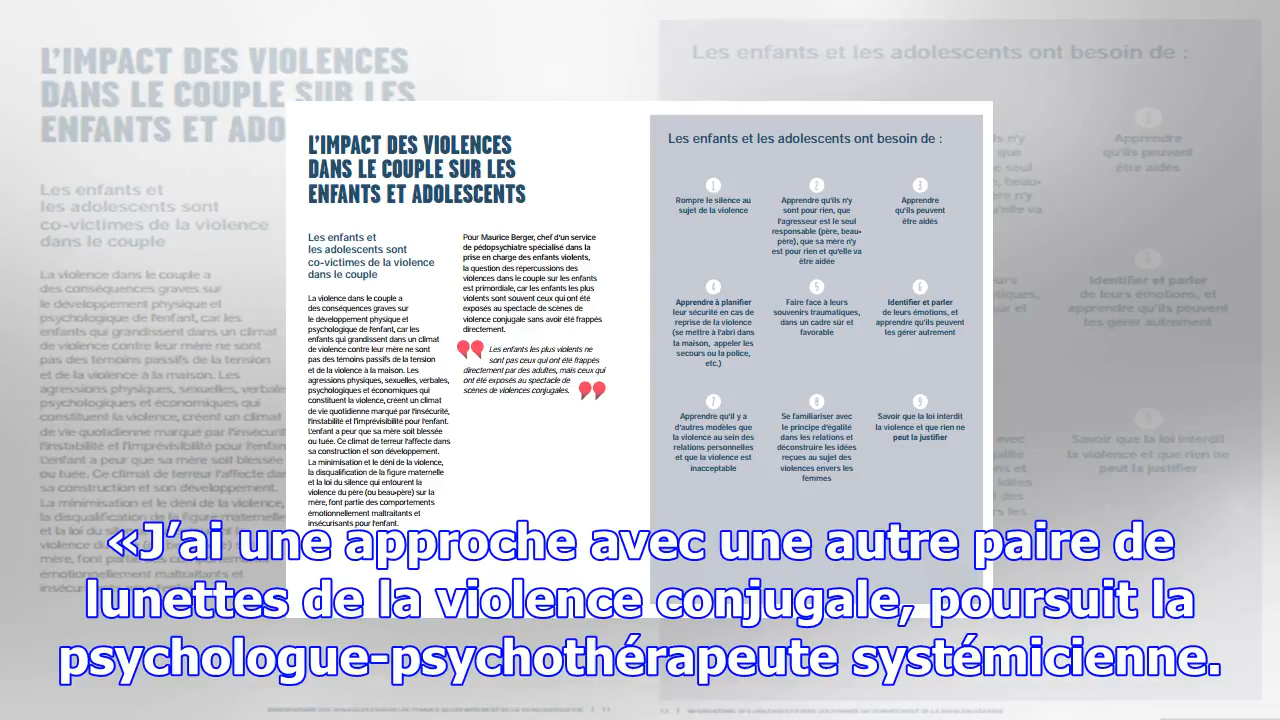 L'IMPACT DES VIOLENCES
DANS LE COUPLE SUR LES
ENFANTS ET ADOLESCENTS
Les enfants et
les adolescents sont
co-victimes de la violence
dans le couple
La violence dans le couple a
des conséquences graves sur
le développement physique et
psychologique de l'enfant, car les
enfants qui grandissent dans un climat
de violence contre leur mère ne sont
pas des témoins passifs de la tension
et de la violence à la maison. Les
agressions physiques, sexuelles, verbales,
psychologiques et économiques qui
constituent la violence, créent un climat
de vie quotidienne marqué par l'insécurité,
l'instabilité et l'imprévisibilité pour l'enfant.
L'enfant a peur que sa mère soit blessée
ou tuée. Ce climat de terreur l'affecte dans
sa construction et son développement.
La minimisation et le déni de la violence,
la disqualification de la figure maternelle
et la loi du silence qui entourent la
violence du père (ou beau-père) sur la
mère, font partie des comportements
émotionnellement maltraitants et
insécurisants pour l'enfant.
Pour Maurice Berger, chef d'un service
de pédopsychiatrie spécialisé dans la
prise en charge des enfants violents,
la question des répercussions des
violences dans le couple sur les enfants
est primordiale, car les enfants les plus
violents sont souvent ceux qui ont été
exposés au spectacle de scènes de
violence conjugale sans avoir été frappés
directement.
Les enfants les plus violents ne
sont pas ceux qui ont été frappés
directement par des adultes, mais ceux qui
ont été exposés au spectacle de
scènes de violences conjugales.
Les enfants et les adolescents ont besoin de :
1
Rompre le silence au
sujet de la violence
2
Apprendre qu'ils n'y
sont pour rien, que
l'agresseur est le seul
responsable (père, beau-
père), que sa mère n'y
est pour rien et qu'elle va
être aidée
3
Apprendre
qu'ils peuvent
être aidés
4
Apprendre à planifier
leur sécurité en cas de
reprise de la violence
(se mettre à l'abri dans
la maison, appeler les
secours ou la police,
etc.)
5
Faire face à leurs
souvenirs traumatiques,
dans un cadre sûr et
favorable
6
Identifier et parler
de leurs émotions, et
apprendre qu'ils peuvent
les gérer autrement
7
Apprendre qu'il y a
d'autres modèles que
la violence au sein des
relations personnelles
et que la violence est
inacceptable
8
Se familiariser avec
le principe d'égalité
dans les relations et
déconstruire les idées
reçues au sujet des
violences envers les
femmes
9
Savoir que la loi interdit
la violence et que rien ne
peut la justifier
«J'ai une approche avec une autre paire de
lunettes de la violence conjugale, poursuit la
psychologue-psychothérapeute systémicienne.